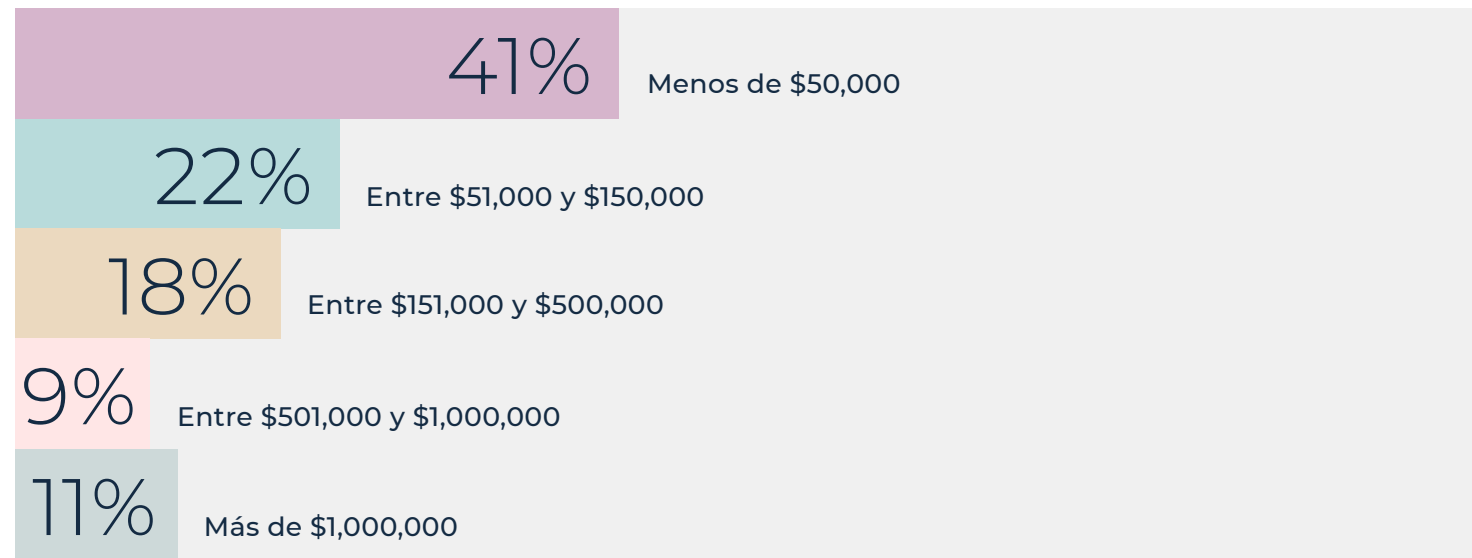 41% Menos de $50,000
22% Entre $51,000 y $150,000
18% Entre $151,000 y $500,000
9% Entre $501,000 y $1,000,000
11% Más de $1,000,000